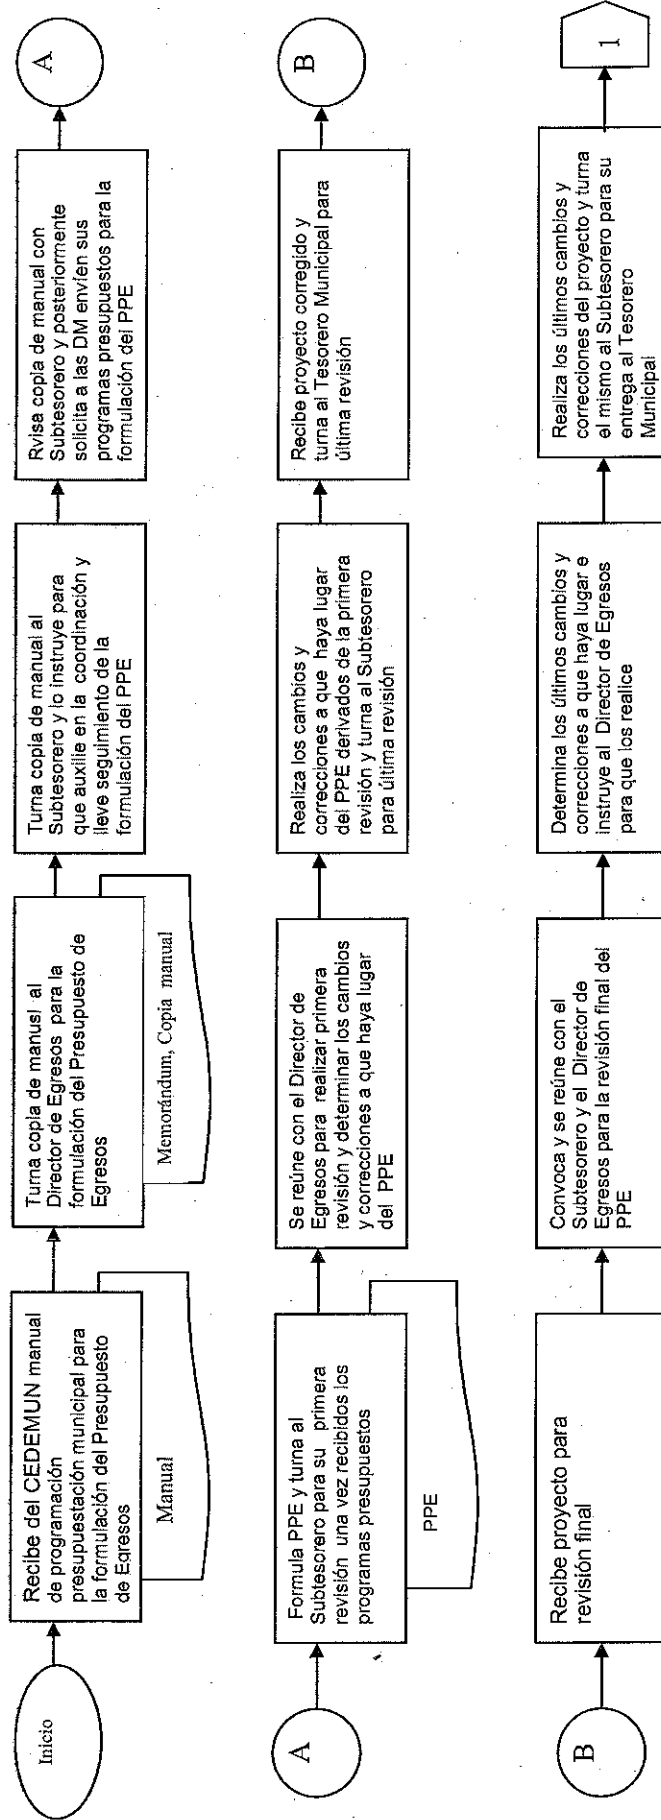 Inicio
Recibe del CEDEMUN manual
de programación
presupuestación municipal para
la formulación del Presupuesto
de Egresos
Manual
Turna copia de manusl al
Director de Egresos para la
formulación del Presupuesto de
Egresos
Memorándum, Copia manual
Turna copia de manual al
Subtesorero y lo instruye para
que auxilie en la coordinación y
lleve seguimiento de la
formulación del PPE
Rvisa copia de manual con
Subtesorero y posteriormente
solicita a las DM envíen sus
programas presupuestos para la
formulación del PPE
A
A
Formula PPE y turna al
Subtesorero para su primera
revisión una vez recibidos los
programas presupuestos
PPE
Se reúne con el Director de
Egresos para realizar primera
revisión y determinar los cambios
y correcciones a que haya lugar
del PPE
Realiza los cambios y
correcciones a que haya lugar
del PPE derivados de la primera
revisión y turna al Subtesorero
para última revisión
Recibe proyecto corregido y
turna al Tesorero Municipal para
última revisión
B
B
Recibe proyecto para
revisión final
Convoca y se reúne con el
Subtesorero y el Director de
Egresos para la revisión final del
PPE
Determina los últimos cambios y
correcciones a que haya lugar e
instruye al Director de Egresos
para que los realice
Realiza los últimos cambios y
correcciones del proyecto y turna
el mismo al Subtesorero para su
entrega al Tesorero
Municipal
1